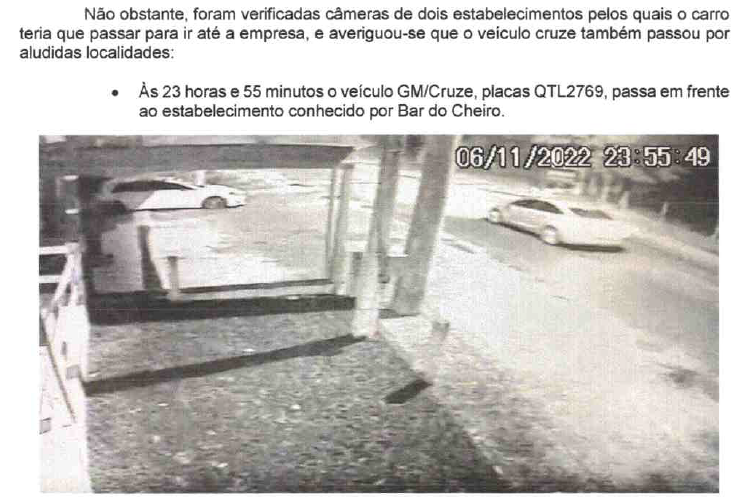 Não obstante, foram verificadas câmeras de dois estabelecimentos pelos quais o carro
teria que passar para ir até a empresa, e averiguou-se que o veiculo cruze também passou por
aludidas localidades:
• Às 23 horas e 55 minutos o veículo GM/Cruze, placas QTL2769, passa em frente
ao estabelecimento conhecido por Bar do Cheiro.
06/11/2022 23:55:49